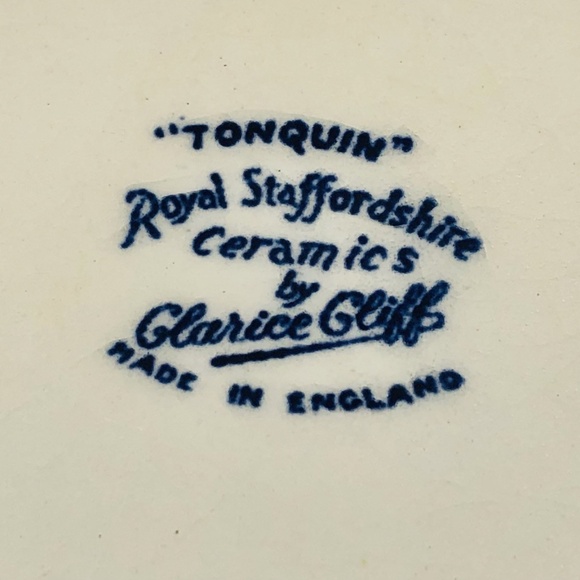 "TONQUIN"
Royal Staffordshire
Ceramics
by
Clarice Cliff
MADE IN ENGLAND